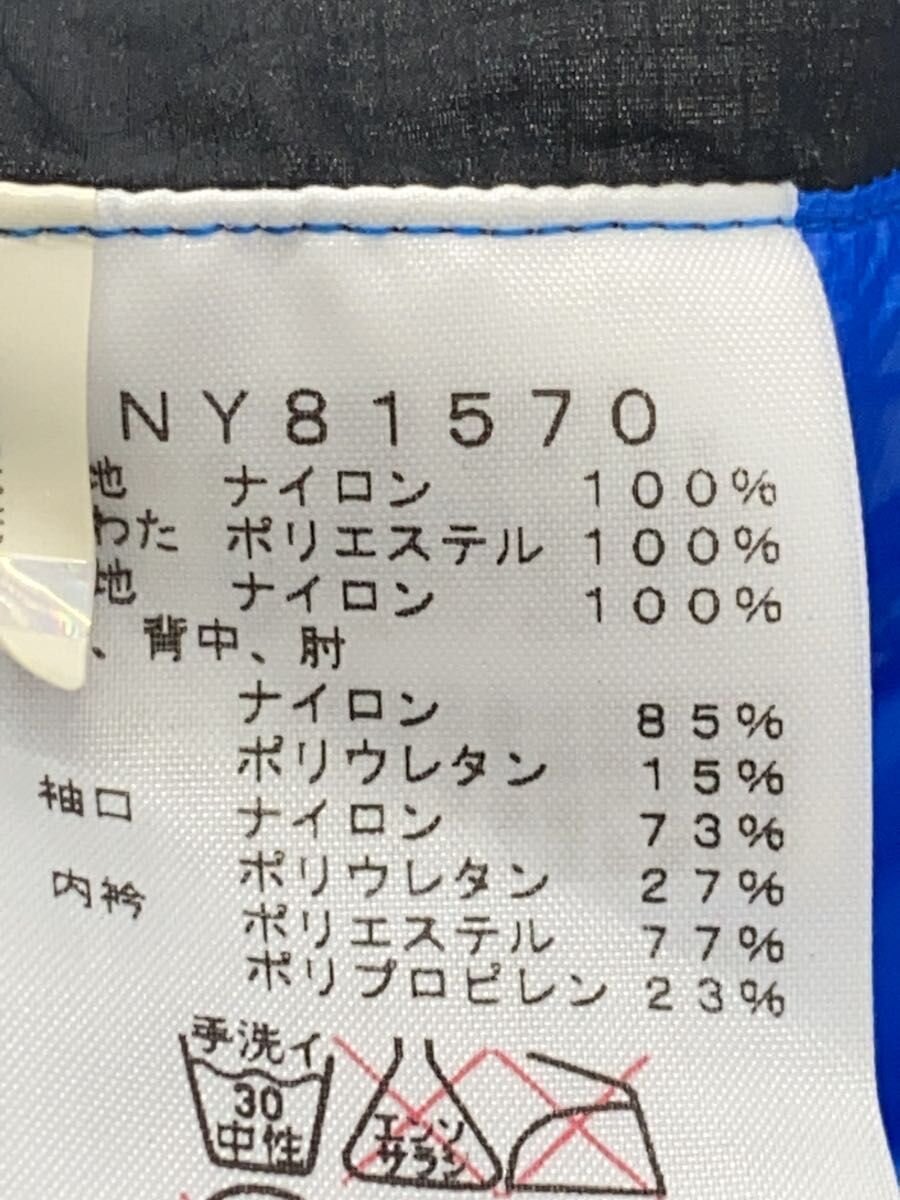 NY81570
地 ナイロン 100%
わた ポリエステル 100%
地 ナイロン 100%
、背中、肘
ナイロン 85%
ポリウレタン 15%
袖口 ナイロン 73%
ポリウレタン 27%
内衿 ポリエステル 77%
ポリプロピレン 23%
手洗イ
30
中性
エンソ
サラシ